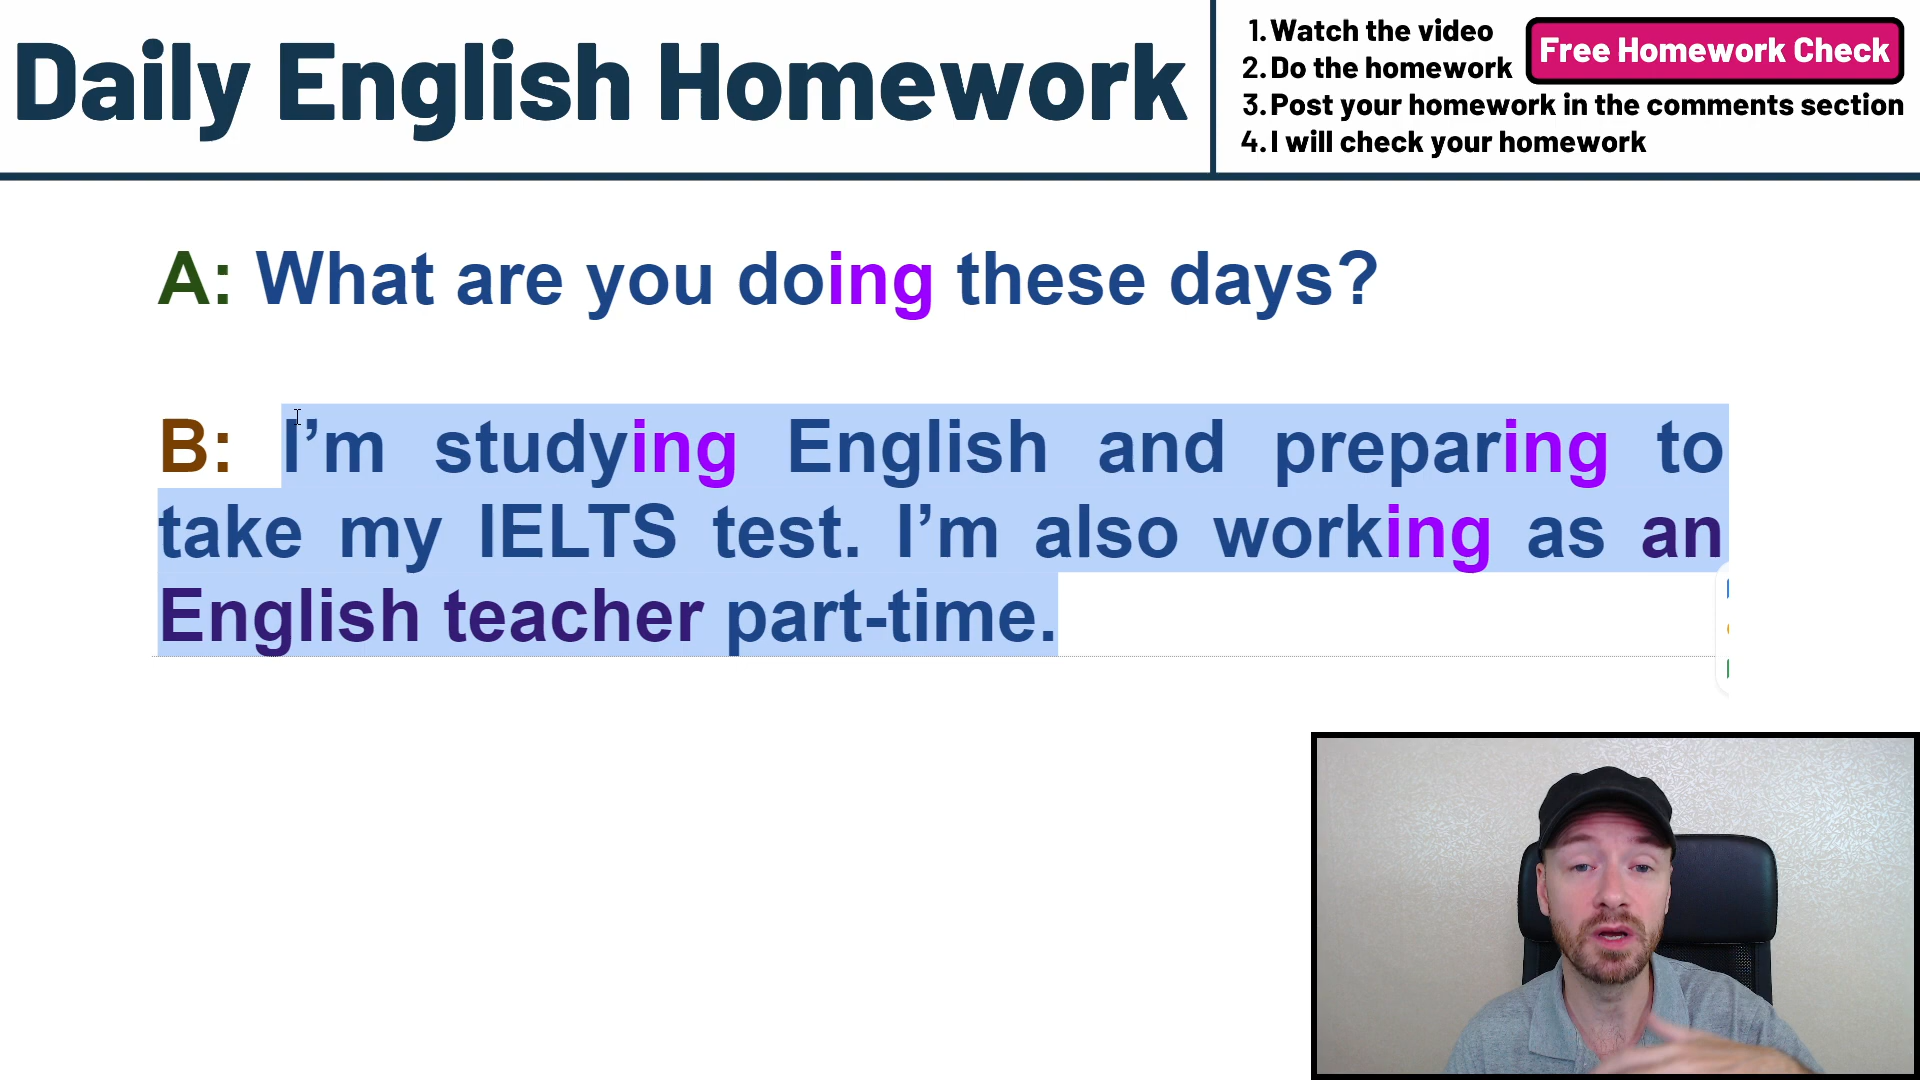 Daily English Homework
1. Watch the video
2. Do the homework
Free Homework Check
3. Post your homework in the comments section
4. I will check your homework
A: What are you doing these days?
B: I’m studying English and preparing to
take my IELTS test. I’m also working as an
English teacher part-time.